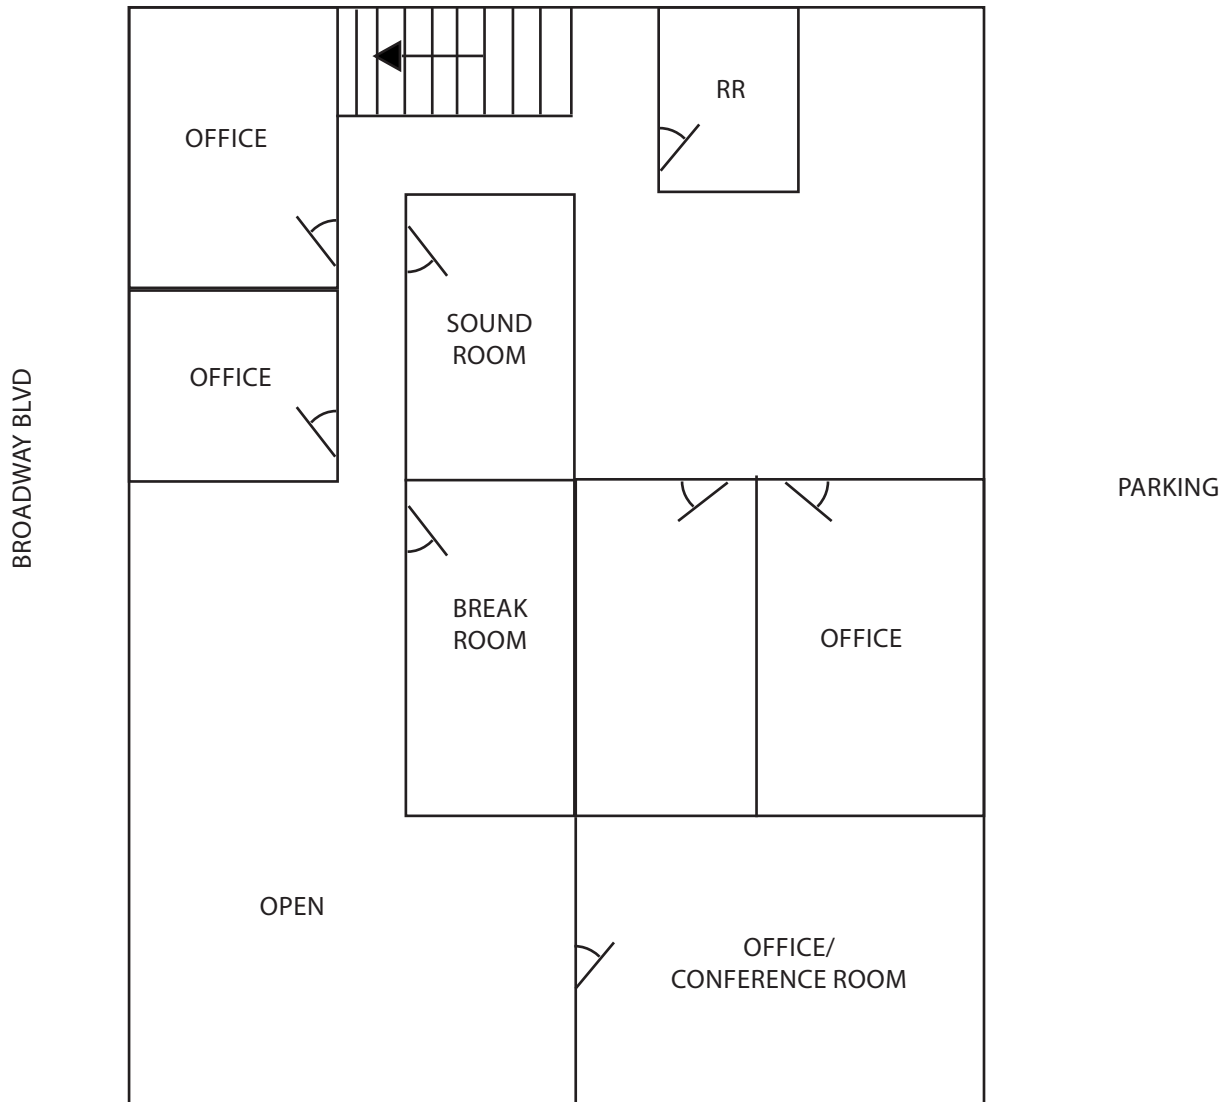 RR
OFFICE
SOUND
ROOM
OFFICE
BROADWAY BLVD
PARKING
BREAK
ROOM
OFFICE
OPEN
OFFICE/
CONFERENCE ROOM